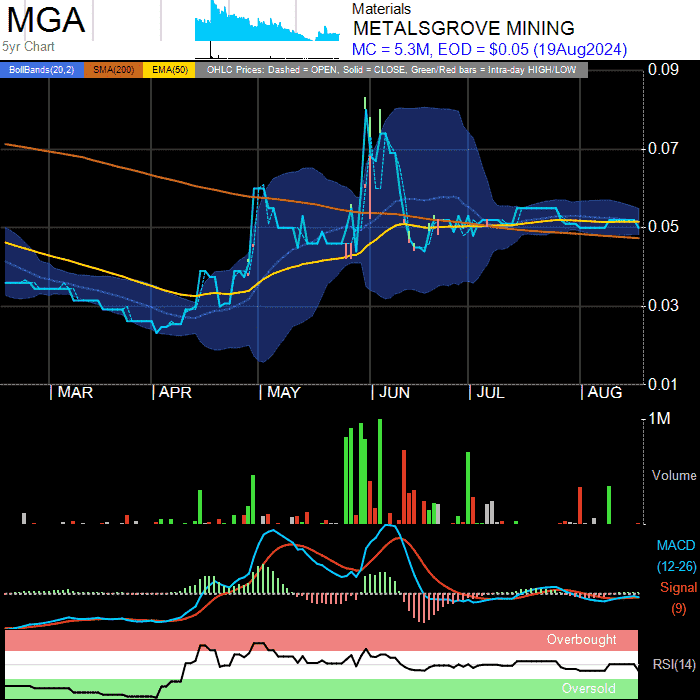 MGA
5yr Chart
Materials
METALSGROVE MINING
MC = 5.3M, EOD = $0.05 (19Aug2024)
BollBands(20,2) SMA(200) EMA(50) OHLC Prices: Dashed = OPEN, Solid = CLOSE, Green/Red bars = Intra-day HIGH/LOW
0.09
0.07
0.05
0.03
0.01
MAR APR MAY JUN JUL AUG
1M
Volume
MACD
(12-26)
Signal
(9)
Overbought
RSI(14)
Oversold